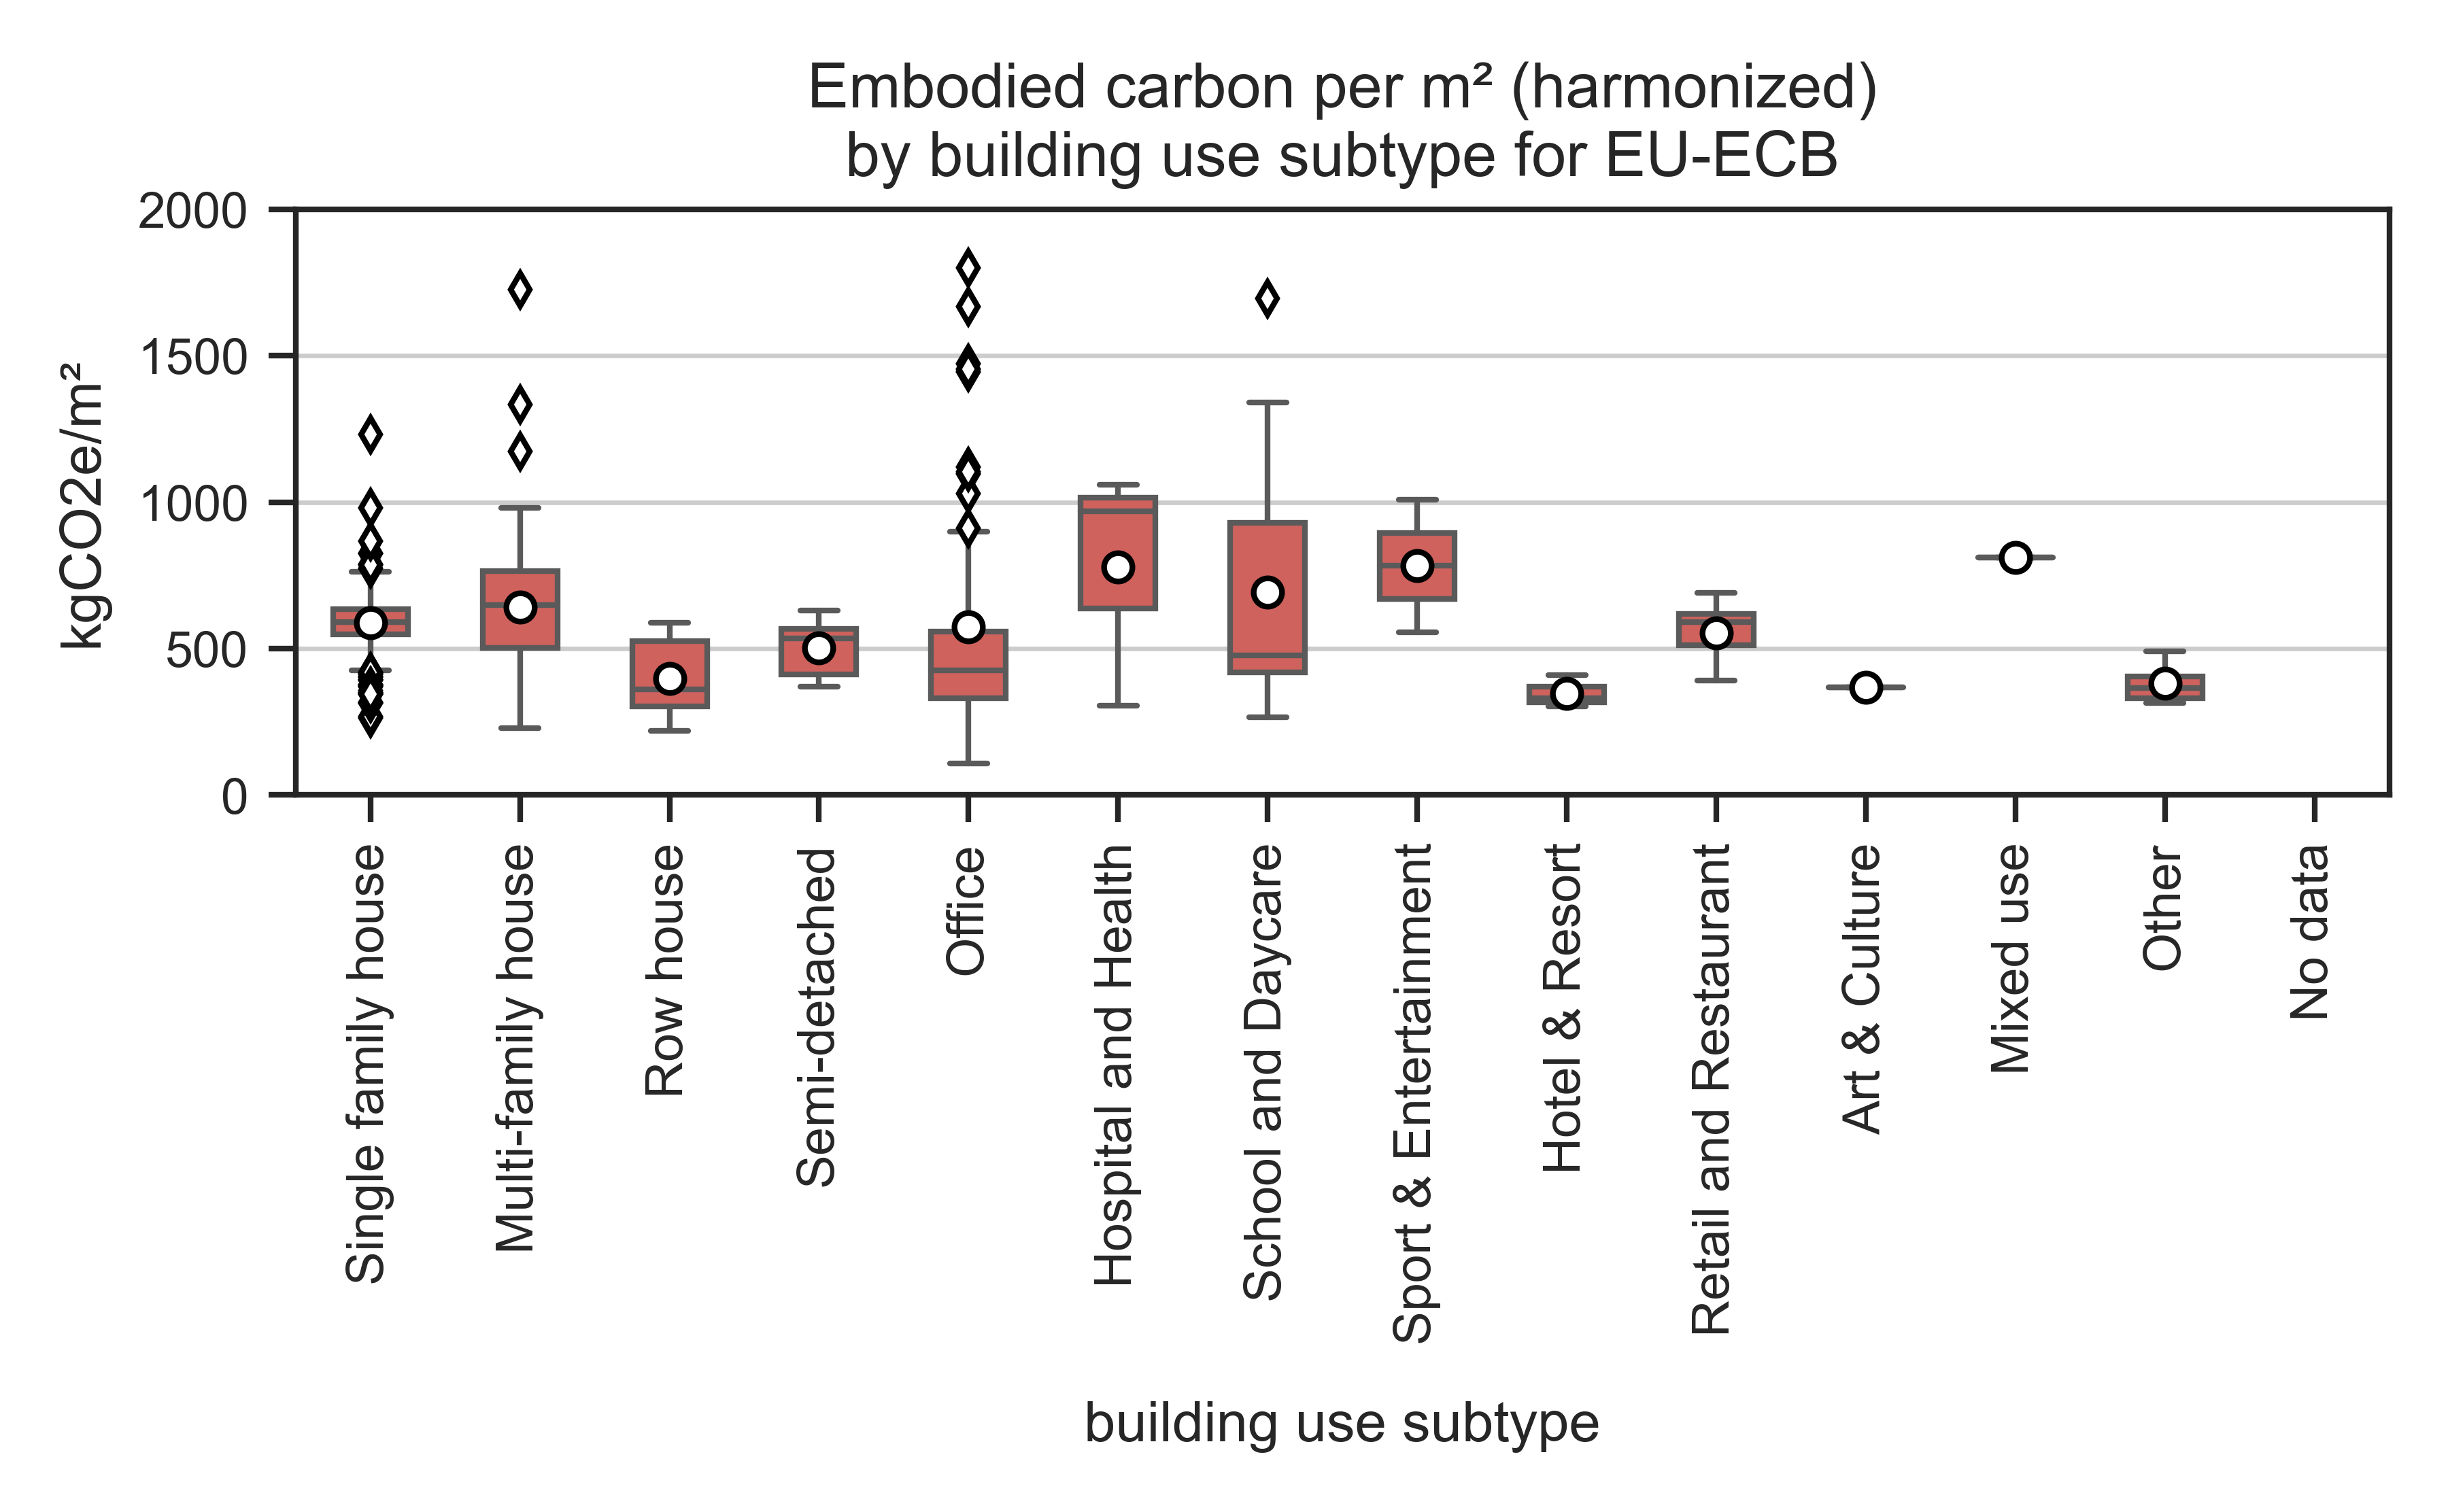 Embodied carbon per m² (harmonized)
by building use subtype for EU-ECB
kgCO2e/m²
2000
1500
1000
500
0
Single family house
Multi-family house
Row house
Semi-detached
Office
Hospital and Health
School and Daycare
Sport & Entertainment
Hotel & Resort
Retail and Restaurant
Art & Culture
Mixed use
Other
No data
building use subtype